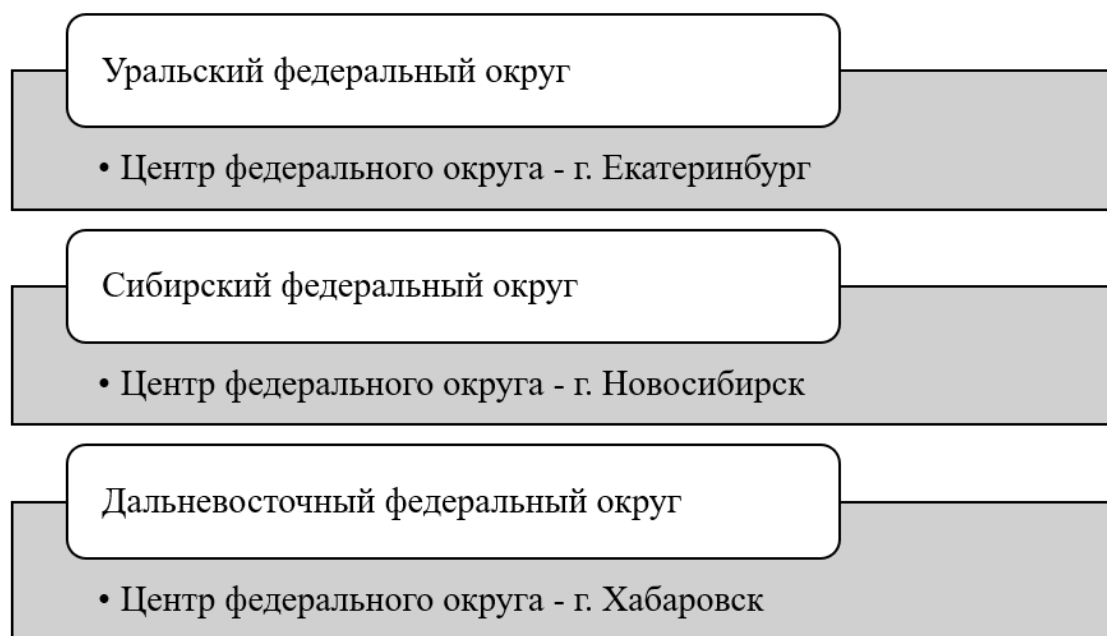 Уральский федеральный округ
• Центр федерального округа - г. Екатеринбург
Сибирский федеральный округ
• Центр федерального округа - г. Новосибирск
Дальневосточный федеральный округ
• Центр федерального округа - г. Хабаровск